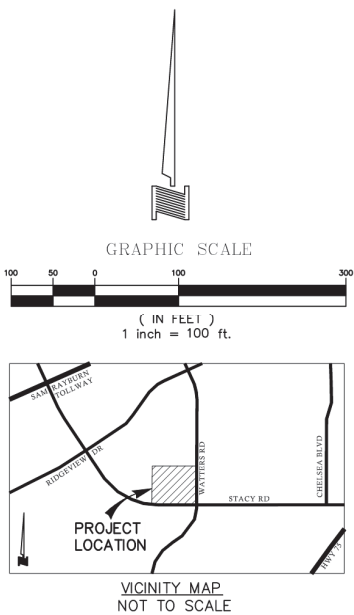 GRAPHIC SCALE
100 50 0 100 300
( IN FEET )
1 inch = 100 ft.
SAM RAYBURN
TOLLWAY
RIDGEVIEW DR
WATTERS RD
CHELSEA BLVD
STACY RD
HWY 75
PROJECT
LOCATION
VICINITY MAP
NOT TO SCALE